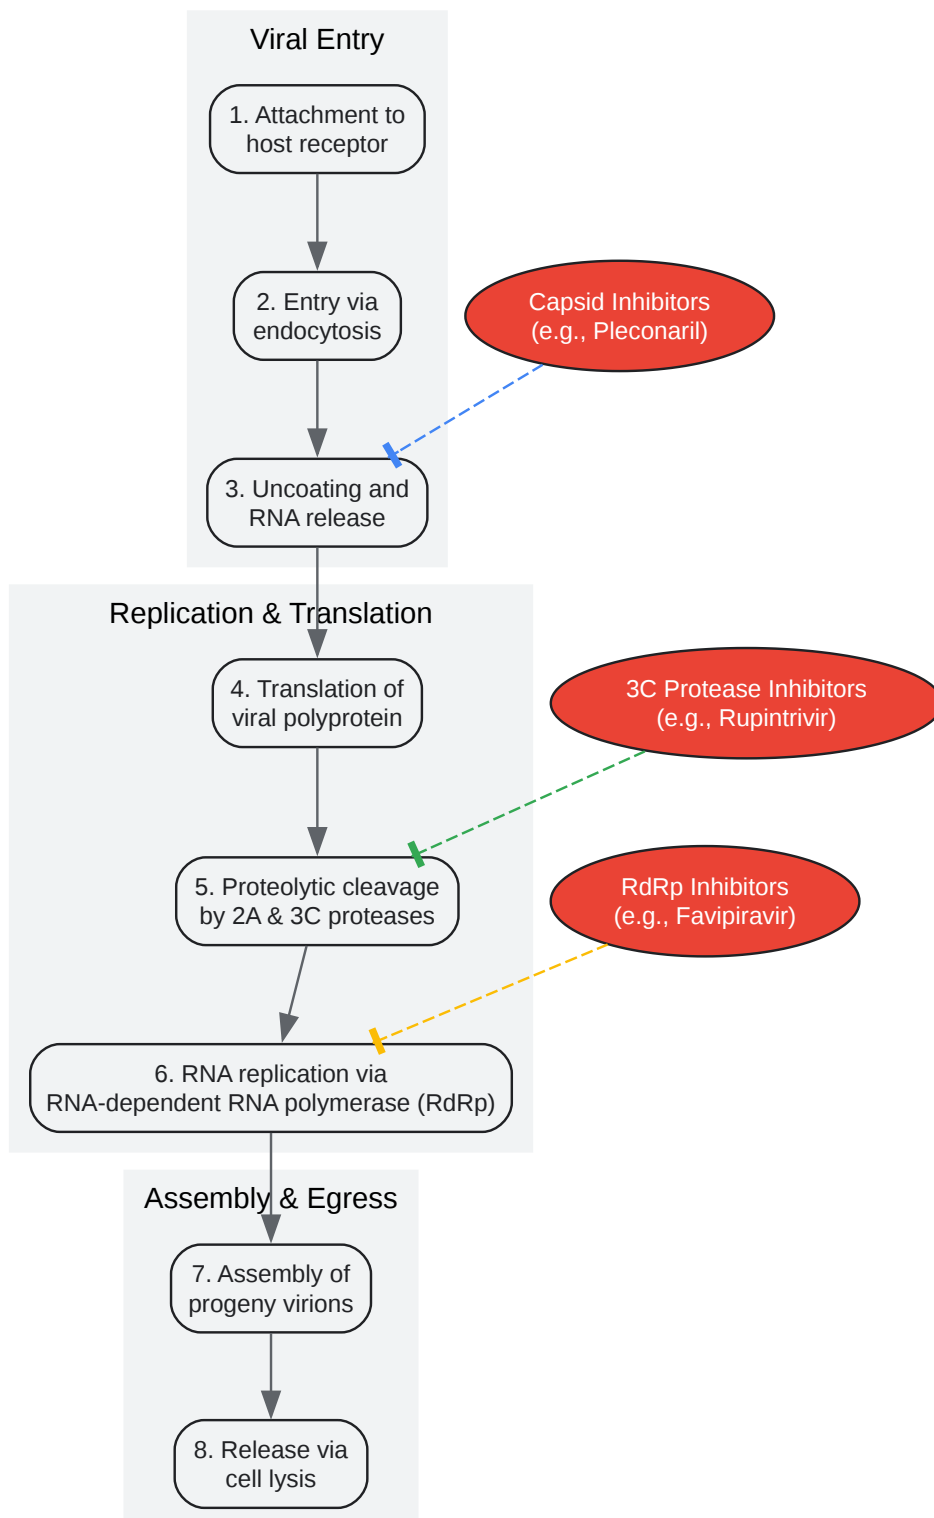 Viral Entry
1. Attachment to
host receptor
2. Entry via
endocytosis
Capsid Inhibitors
(e.g., Pleconaril)
3. Uncoating and
RNA release
Replication & Translation
4. Translation of
viral polyprotein
3C Protease Inhibitors
(e.g., Rupintrivir)
5. Proteolytic cleavage
by 2A & 3C proteases
RdRp Inhibitors
(e.g., Favipiravir)
6. RNA replication via
RNA-dependent RNA polymerase (RdRp)
Assembly & Egress
7. Assembly of
progeny virions
8. Release via
cell lysis